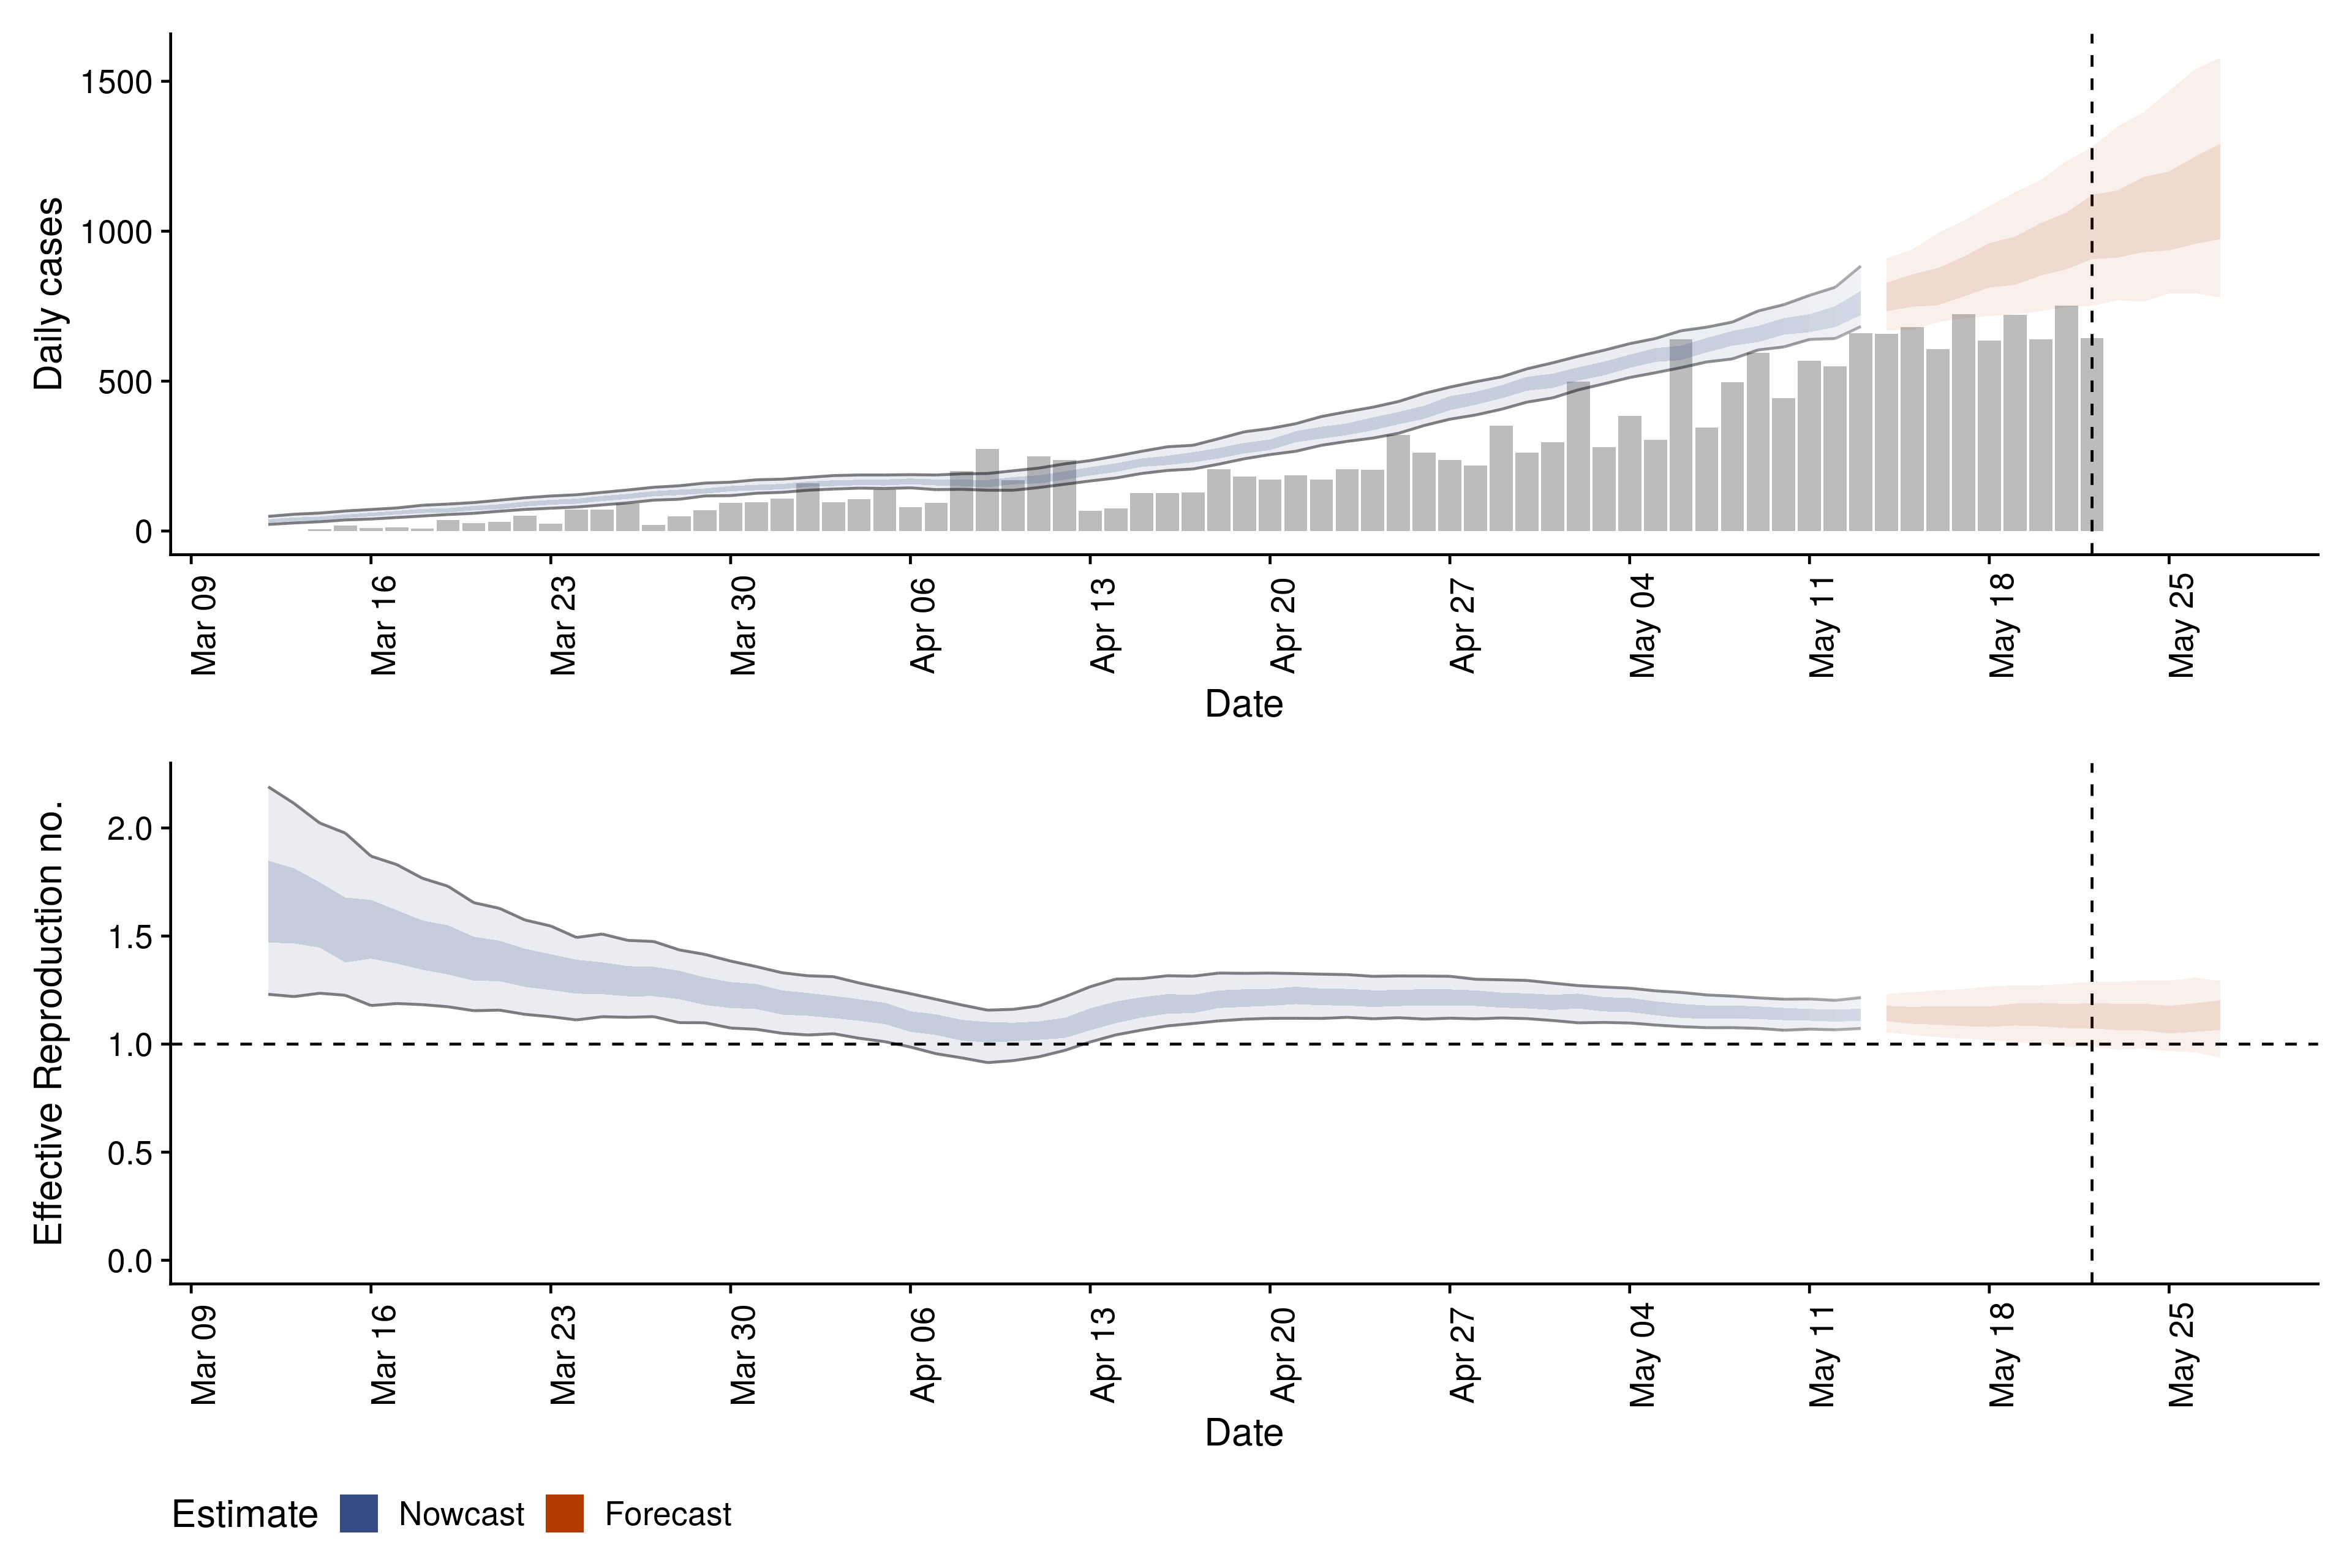 Daily cases
1500
1000
500
0
Mar 09 Mar 16 Mar 23 Mar 30 Apr 06 Apr 13 Apr 20 Apr 27 May 04 May 11 May 18 May 25
Date
Effective Reproduction no.
2.0
1.5
1.0
0.5
0.0
Mar 09 Mar 16 Mar 23 Mar 30 Apr 06 Apr 13 Apr 20 Apr 27 May 04 May 11 May 18 May 25
Date
Estimate Nowcast Forecast